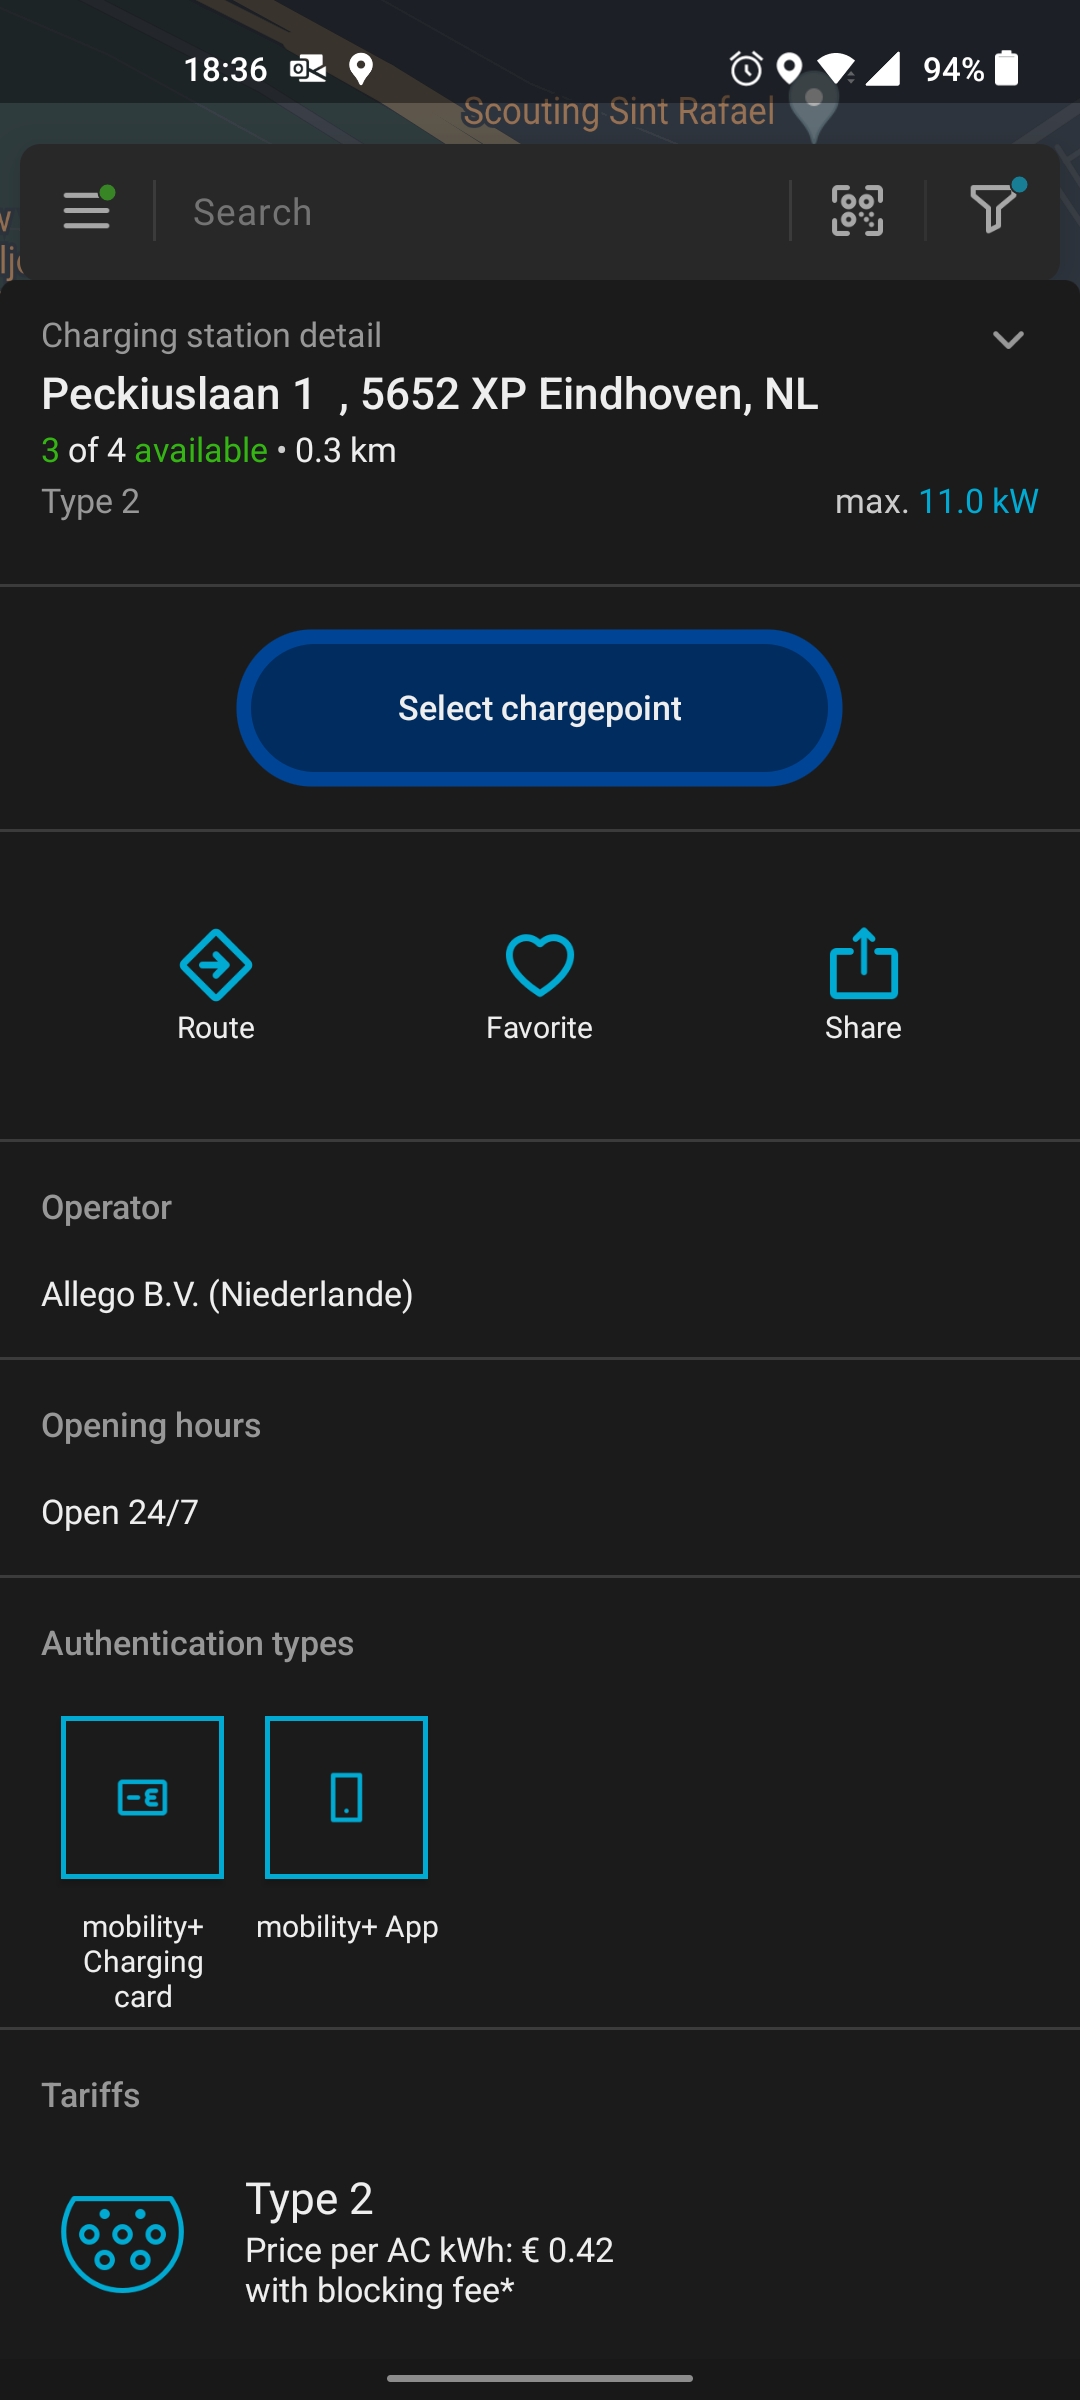 18:36
94%
Scouting Sint Rafael
Search
Charging station detail
Peckiuslaan 1 , 5652 XP Eindhoven, NL
3 of 4 available • 0.3 km
Type 2
max. 11.0 kW
Select chargepoint
Route
Favorite
Share
Operator
Allego B.V. (Niederlande)
Opening hours
Open 24/7
Authentication types
mobility+
Charging
card
mobility+ App
Tariffs
Type 2
Price per AC kWh: € 0.42
with blocking fee*